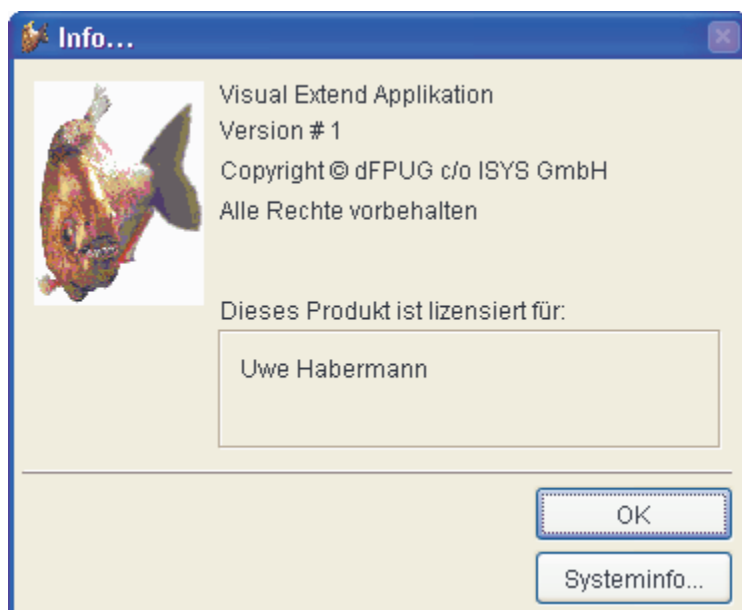 Info...
Visual Extend Applikation
Version # 1
Copyright © dFPUG c/o ISYS GmbH
Alle Rechte vorbehalten
Dieses Produkt ist lizensiert für:
Uwe Habermann
OK
Systeminfo...